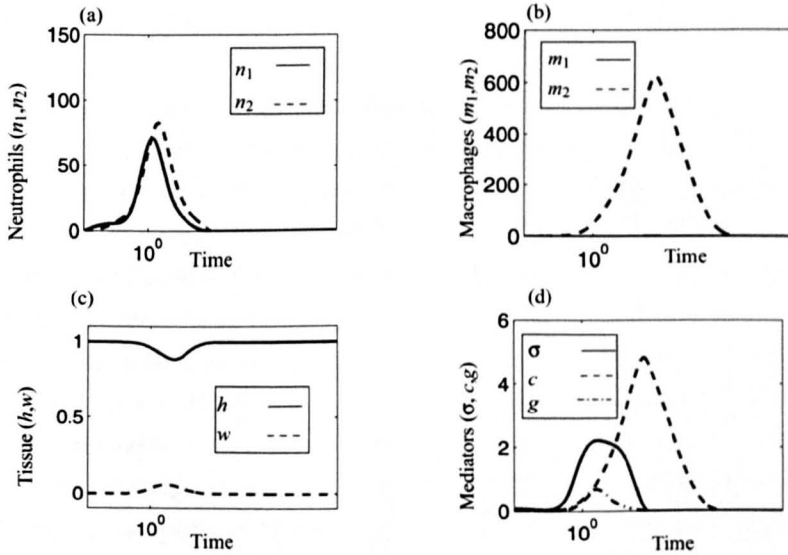 (a)
150
100
50
0
Neutrophils (n₁,n₂)
n₁
n₂
10⁰
Time
(b)
800
600
400
200
0
Macrophages (m₁,m₂)
m₁
m₂
10⁰
Time
(c)
1
0.5
0
Tissue (h,w)
h
w
10⁰
Time
(d)
6
4
2
0
Mediators (σ, c,g)
σ
c
g
10⁰
Time